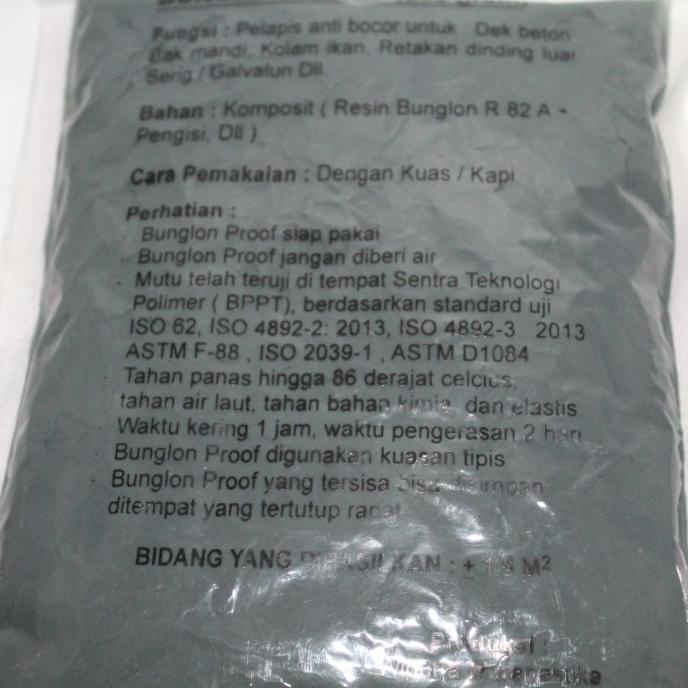 Fungsi : Pelapis anti bocor untuk Dek beton
Bak mandi, Kolam ikan, Retakan dinding luar
Seng / Galvalun Dll
Bahan : Komposit ( Resin Bunglon R 82 A +
Pengisi, Dll )
Cara Pemakaian : Dengan Kuas / Kapi
Perhatian :
Bunglon Proof siap pakai
Bunglon Proof jangan diberi air
- Mutu telah teruji di tempat Sentra Teknologi
Polimer ( BPPT), berdasarkan standard uji
ISO 62, ISO 4892-2: 2013, ISO 4892-3 2013
ASTM F-88 , ISO 2039-1 , ASTM D1084
- Tahan panas hingga 86 derajat celcius,
tahan air laut, tahan bahan kimia, dan elastis
Waktu kering 1 jam, waktu pengerasan 2 hari
Bunglon Proof digunakan kuasan tipis
- Bunglon Proof yang tersisa bisa disimpan
ditempat yang tertutup rapat
BIDANG YANG DIHASILKAN : ± M²
Produksi :